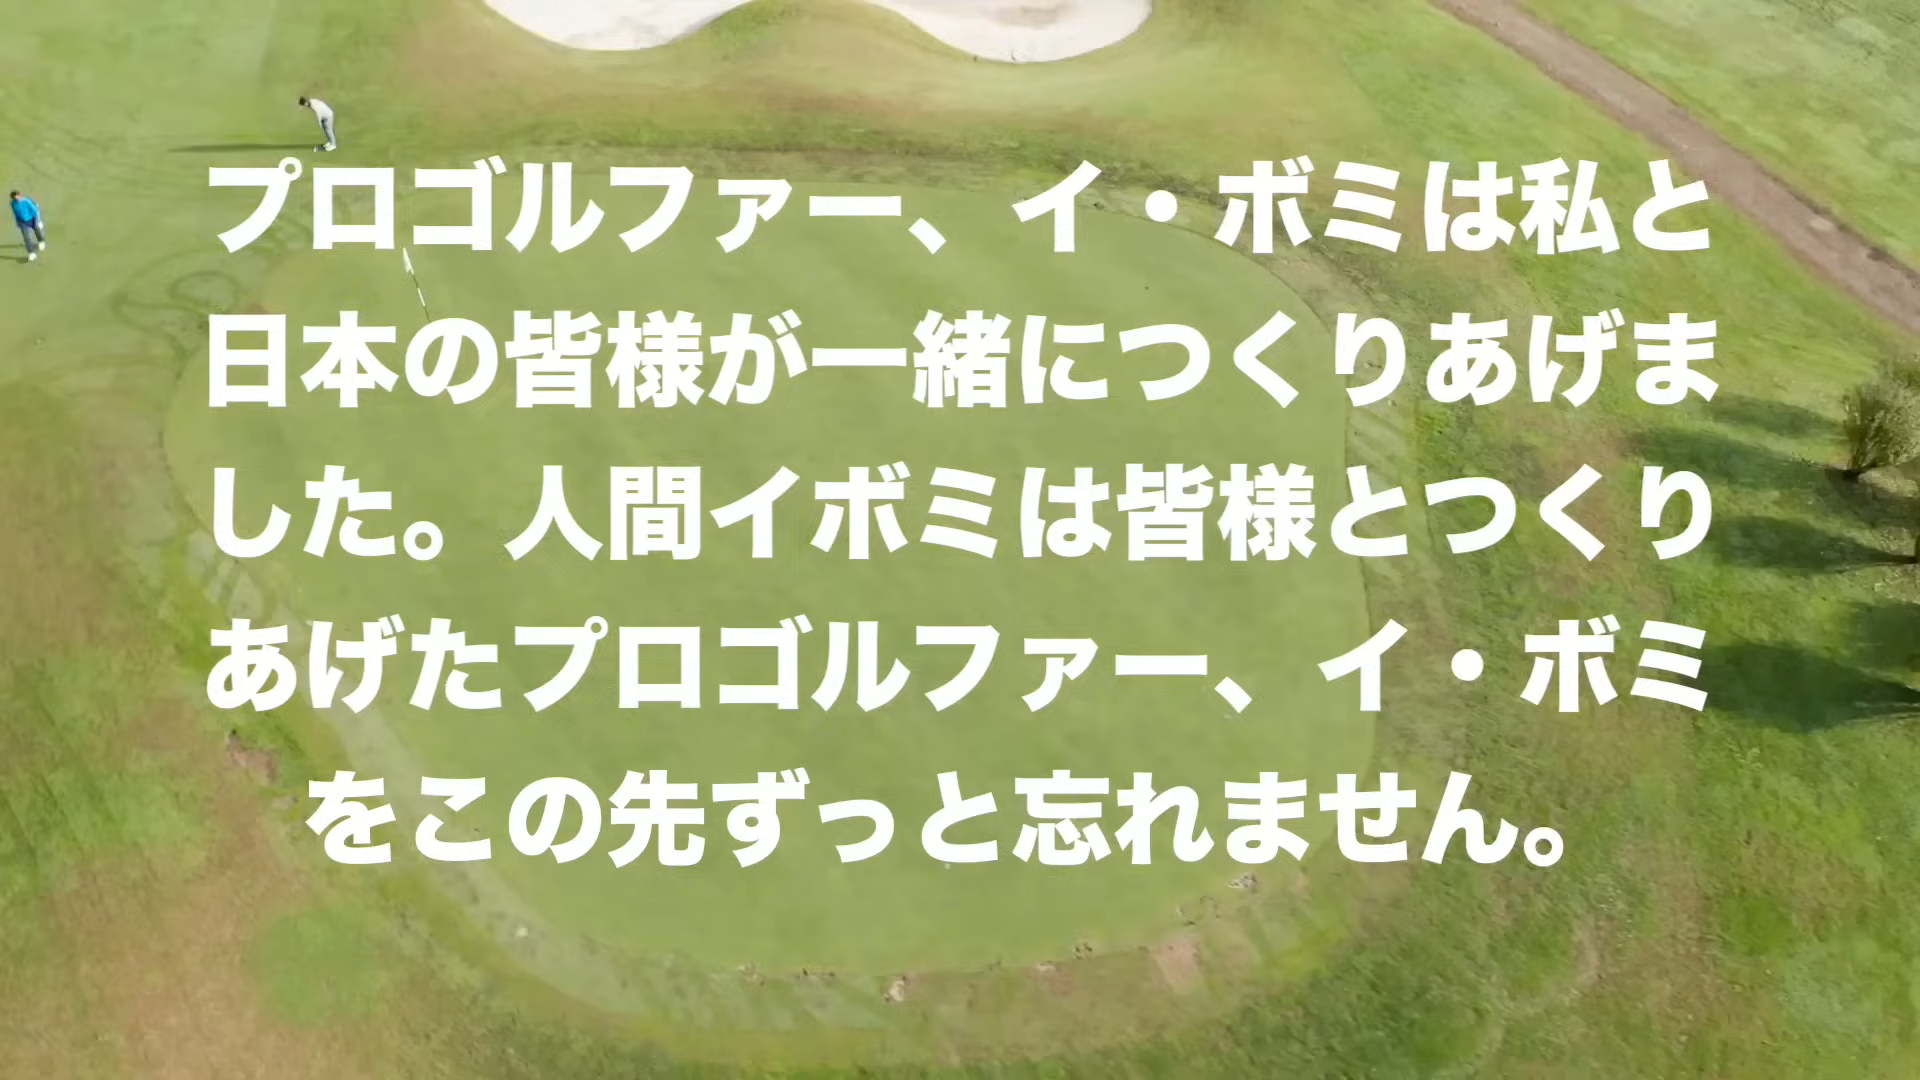 プロゴルファー、イ・ボミは私と
日本の皆様が一緒につくりあげま
した。人間イボミは皆様とつくり
あげたプロゴルファー、イ・ボミ
をこの先ずっと忘れません。